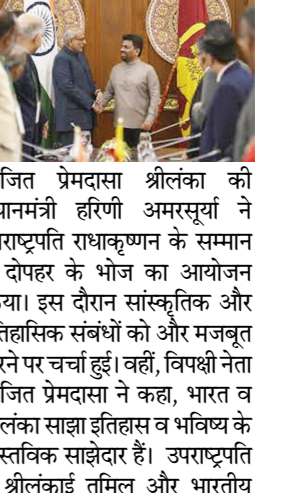 जित प्रेमदासा श्रीलंका की
धानमंत्री हरिणी अमरसूर्या ने
राष्ट्रपति राधाकृष्णन के सम्मान
दोपहर के भोज का आयोजन
या। इस दौरान सांस्कृतिक और
तिहासिक संबंधों को और मजबूत
रने पर चर्चा हुई। वहीं, विपक्षी नेता
जित प्रेमदासा ने कहा, भारत व
लंका साझा इतिहास व भविष्य के
स्तविक साझेदार हैं। उपराष्ट्रपति
श्रीलंकाई तमिल और भारतीय